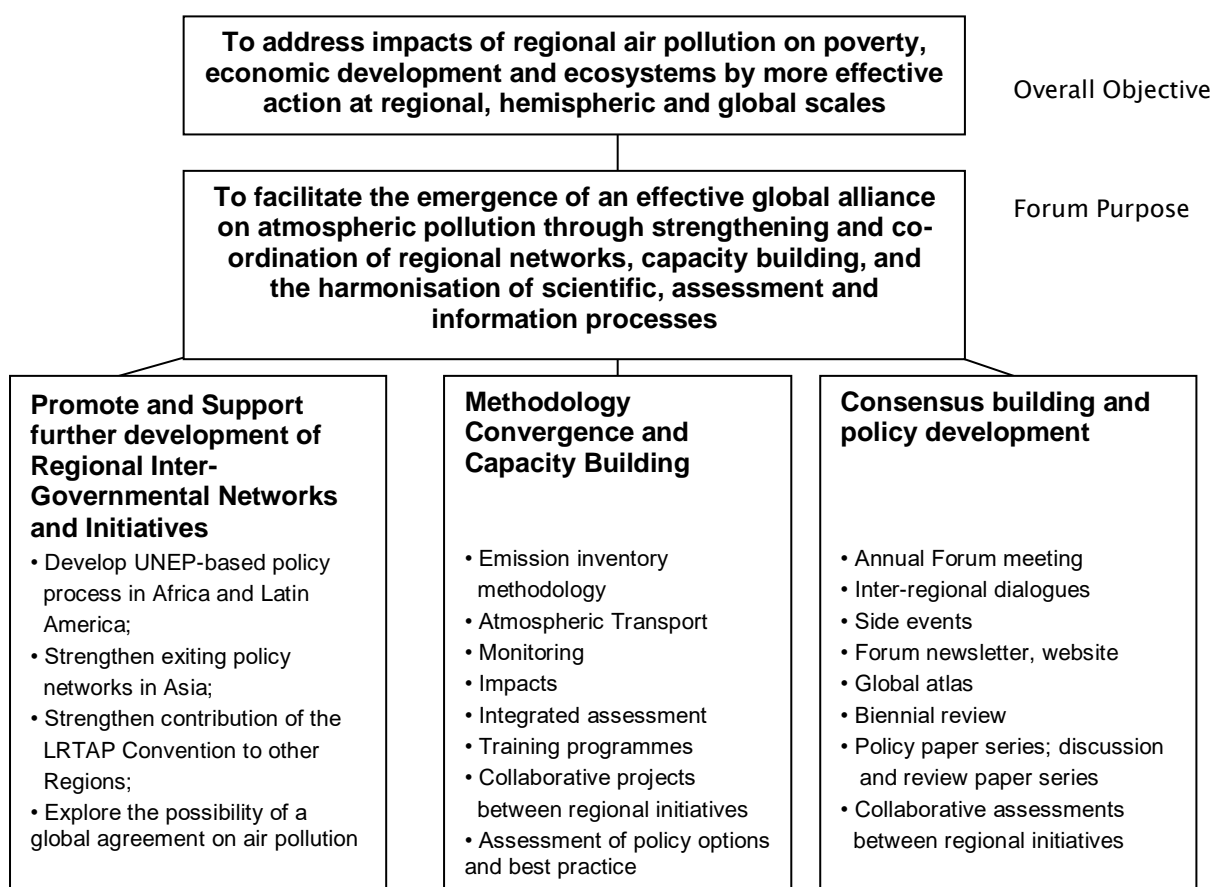 To address impacts of regional air pollution on poverty,
economic development and ecosystems by more effective
action at regional, hemispheric and global scales
Overall Objective
To facilitate the emergence of an effective global alliance
on atmospheric pollution through strengthening and co-
ordination of regional networks, capacity building, and
the harmonisation of scientific, assessment and
information processes
Forum Purpose
Promote and Support
further development of
Regional Inter-
Governmental Networks
and Initiatives
• Develop UNEP-based policy
process in Africa and Latin
America;
• Strengthen exiting policy
networks in Asia;
• Strengthen contribution of the
LRTAP Convention to other
Regions;
• Explore the possibility of a
global agreement on air pollution
Methodology
Convergence and
Capacity Building
• Emission inventory
methodology
• Atmospheric Transport
• Monitoring
• Impacts
• Integrated assessment
• Training programmes
• Collaborative projects
between regional initiatives
• Assessment of policy options
and best practice
Consensus building and
policy development
• Annual Forum meeting
• Inter-regional dialogues
• Side events
• Forum newsletter, website
• Global atlas
• Biennial review
• Policy paper series; discussion
and review paper series
• Collaborative assessments
between regional initiatives